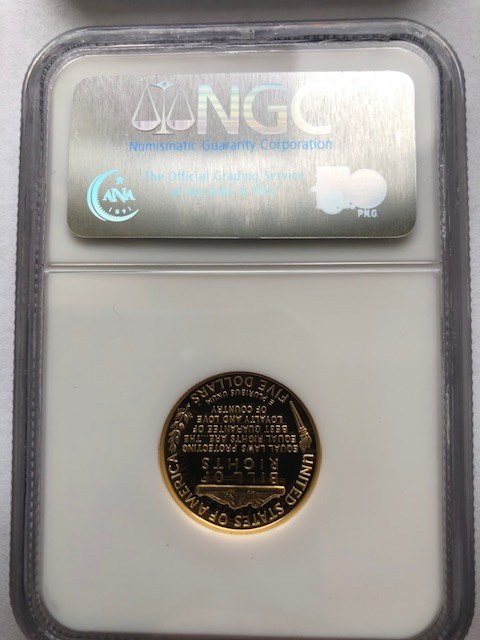 NGC
Numismatic Guaranty Corporation
The Official Grading Service
ANA
1891
PNG
UNITED STATES OF AMERICA
BILL OF
RIGHTS
EQUAL LAWS PROTECTING
EQUAL RIGHTS ARE...THE
BEST GUARANTEE OF
LOYALTY AND LOVE
OF COUNTRY
E PLURIBUS UNUM
FIVE DOLLARS